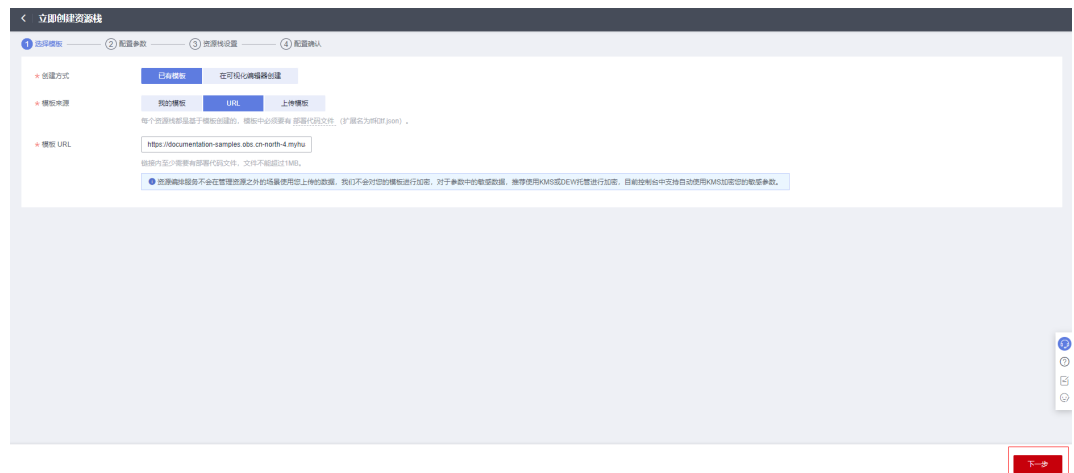 立即创建资源栈
1 选择模板 2 配置参数 3 资源栈设置 4 配置确认
* 创建方式 已有模板 在可视化编辑器创建
* 模板来源 我的模板 URL 上传模板
每个资源栈都是基于模板创建的，模板中必须要有 部署代码文件 （扩展名为tf和tf.json）。
* 模板 URL https://documentation-samples.obs.cn-north-4.myhu
链接内至少需要有部署代码文件，文件不能超过1MB。
资源编排服务不会在管理资源之外的场景使用您上传的数据，我们不会对您的模板进行加密，对于参数中的敏感数据，推荐使用KMS或DEW托管进行加密，目前控制台中支持自动使用KMS加密您的敏感参数。
下一步